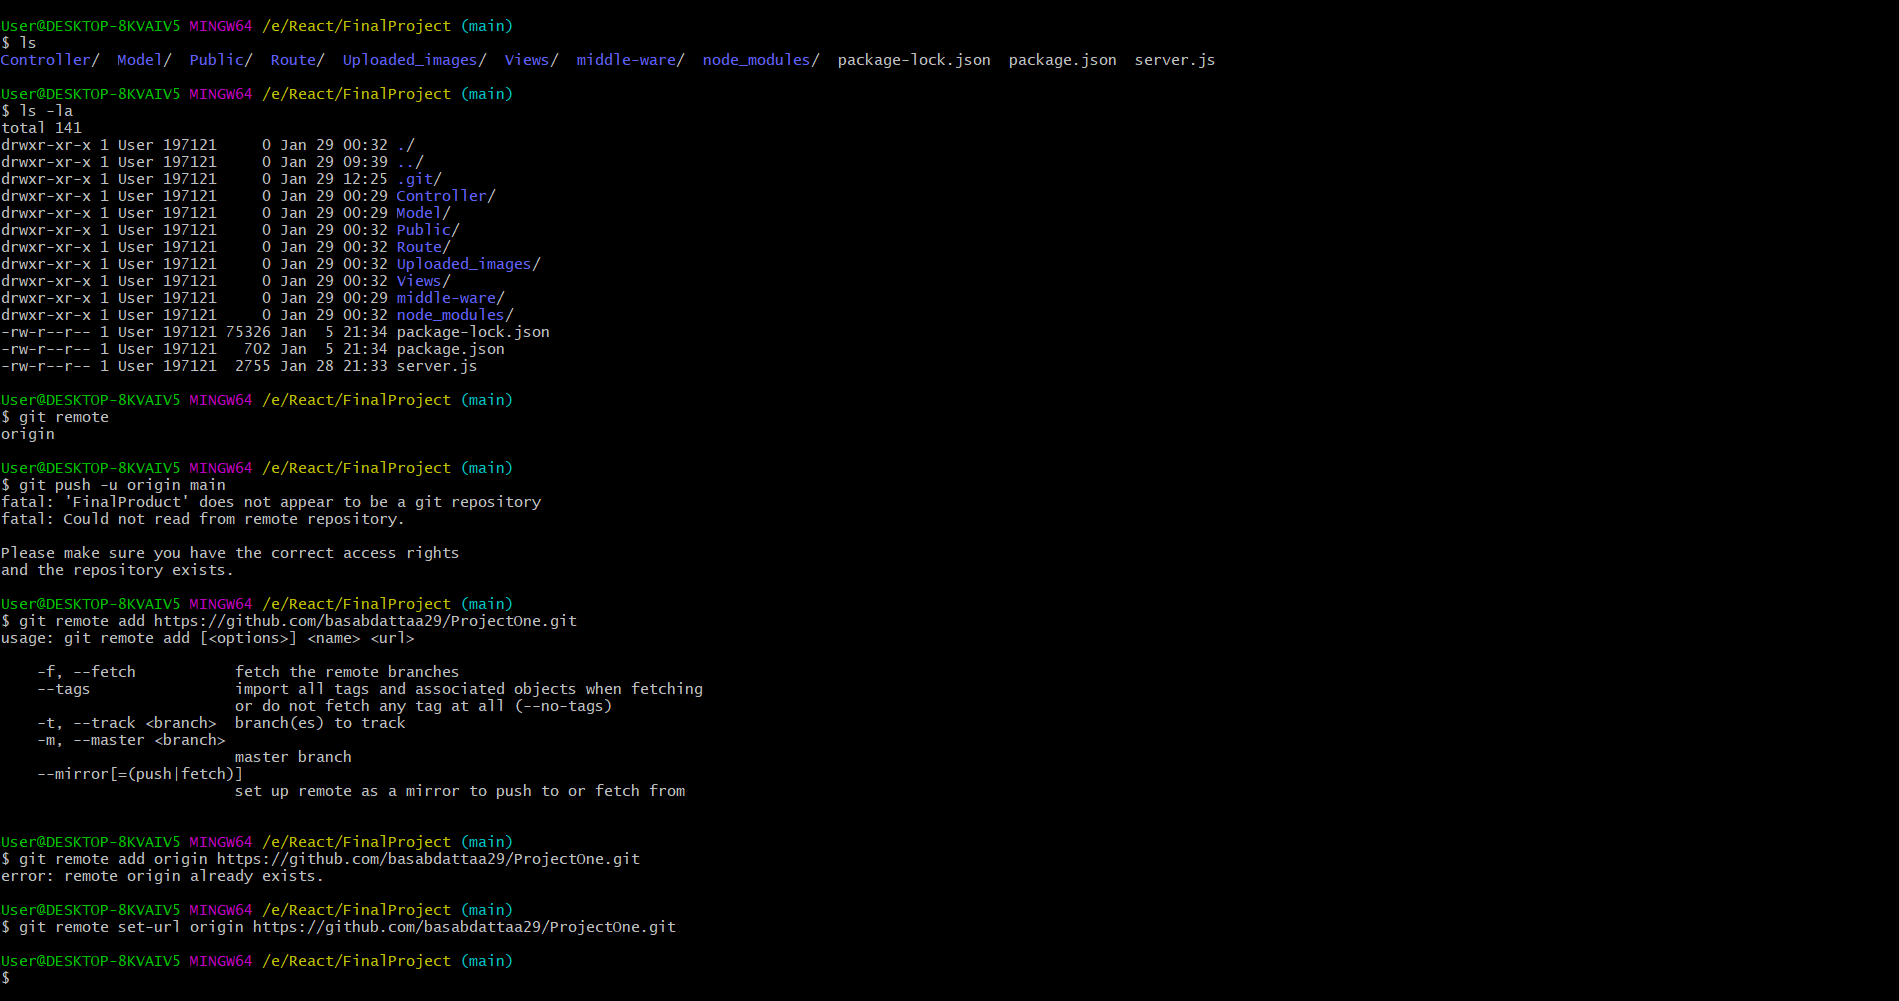 User@DESKTOP-8KVAIV5 MINGW64 /e/React/FinalProject (main)
$ ls
Controller/  Model/  Public/  Route/  Uploaded_images/  Views/  middle-ware/  node_modules/  package-lock.json  package.json  server.js
User@DESKTOP-8KVAIV5 MINGW64 /e/React/FinalProject (main)
$ ls -la
total 141
drwxr-xr-x 1 User 197121     0 Jan 29 00:32 ./
drwxr-xr-x 1 User 197121     0 Jan 29 09:39 ../
drwxr-xr-x 1 User 197121     0 Jan 29 12:25 .git/
drwxr-xr-x 1 User 197121     0 Jan 29 00:29 Controller/
drwxr-xr-x 1 User 197121     0 Jan 29 00:29 Model/
drwxr-xr-x 1 User 197121     0 Jan 29 00:32 Public/
drwxr-xr-x 1 User 197121     0 Jan 29 00:32 Route/
drwxr-xr-x 1 User 197121     0 Jan 29 00:32 Uploaded_images/
drwxr-xr-x 1 User 197121     0 Jan 29 00:32 Views/
drwxr-xr-x 1 User 197121     0 Jan 29 00:29 middle-ware/
drwxr-xr-x 1 User 197121     0 Jan 29 00:32 node_modules/
-rw-r--r-- 1 User 197121 75326 Jan  5 21:34 package-lock.json
-rw-r--r-- 1 User 197121   702 Jan  5 21:34 package.json
-rw-r--r-- 1 User 197121  2755 Jan 28 21:33 server.js
User@DESKTOP-8KVAIV5 MINGW64 /e/React/FinalProject (main)
$ git remote
origin
User@DESKTOP-8KVAIV5 MINGW64 /e/React/FinalProject (main)
$ git push -u origin main
fatal: 'FinalProduct' does not appear to be a git repository
fatal: Could not read from remote repository.
Please make sure you have the correct access rights
and the repository exists.
User@DESKTOP-8KVAIV5 MINGW64 /e/React/FinalProject (main)
$ git remote add https://github.com/basabdattaa29/ProjectOne.git
usage: git remote add [<options>] <name> <url>
    -f, --fetch           fetch the remote branches
    --tags                import all tags and associated objects when fetching
                          or do not fetch any tag at all (--no-tags)
    -t, --track <branch>  branch(es) to track
    -m, --master <branch>
                          master branch
    --mirror[=(push|fetch)]
                          set up remote as a mirror to push to or fetch from
User@DESKTOP-8KVAIV5 MINGW64 /e/React/FinalProject (main)
$ git remote add origin https://github.com/basabdattaa29/ProjectOne.git
error: remote origin already exists.
User@DESKTOP-8KVAIV5 MINGW64 /e/React/FinalProject (main)
$ git remote set-url origin https://github.com/basabdattaa29/ProjectOne.git
User@DESKTOP-8KVAIV5 MINGW64 /e/React/FinalProject (main)
$